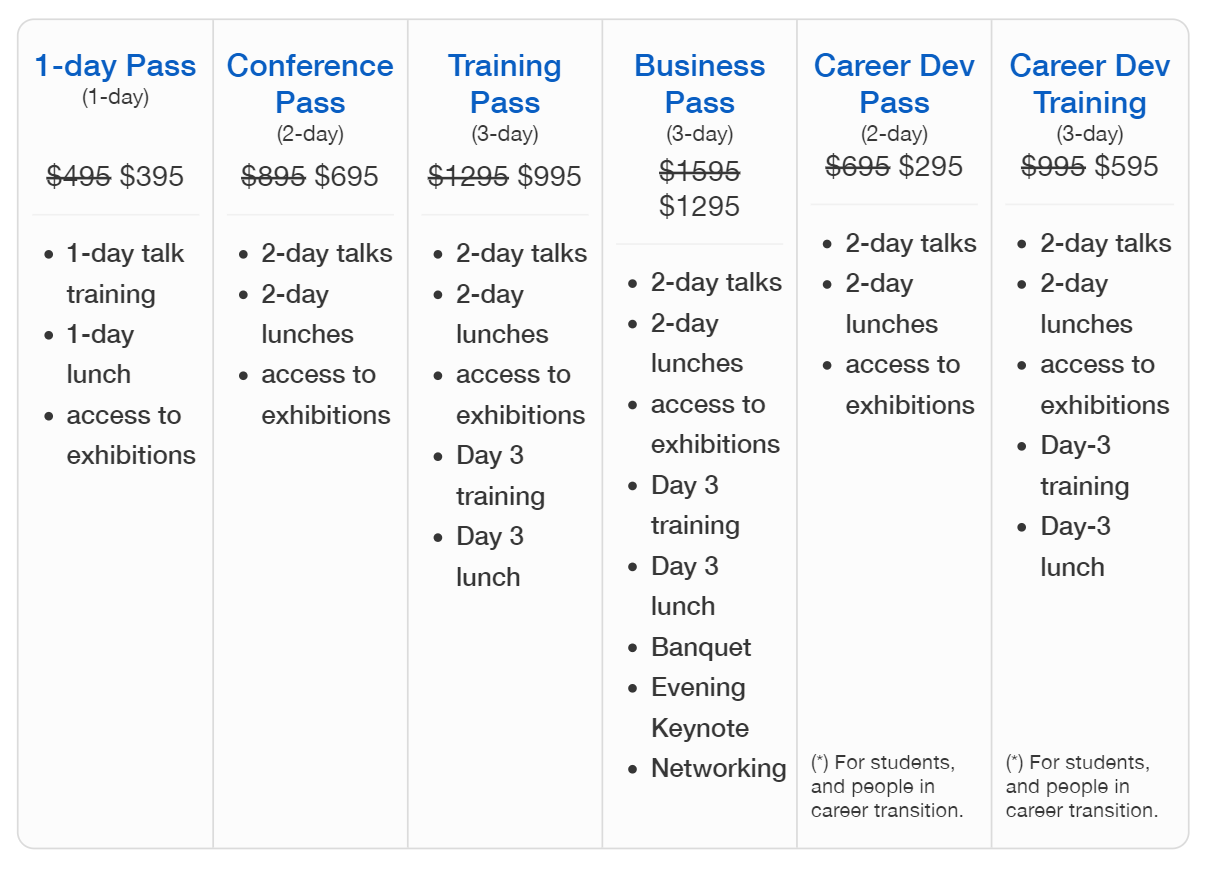 1-day Pass
(1-day)
$495 $395
• 1-day talk
training
• 1-day
lunch
• access to
exhibitions
Conference
Pass
(2-day)
$895 $695
• 2-day talks
• 2-day
lunches
• access to
exhibitions
Training
Pass
(3-day)
$1295 $995
• 2-day talks
• 2-day
lunches
• access to
exhibitions
• Day 3
training
• Day 3
lunch
Business
Pass
(3-day)
$1595
$1295
• 2-day talks
• 2-day
lunches
• access to
exhibitions
• Day 3
training
• Day 3
lunch
• Banquet
• Evening
Keynote
• Networking
Career Dev
Pass
(2-day)
$695 $295
• 2-day talks
• 2-day
lunches
• access to
exhibitions
(*) For students,
and people in
career transition.
Career Dev
Training
(3-day)
$995 $595
• 2-day talks
• 2-day
lunches
• access to
exhibitions
• Day-3
training
• Day-3
lunch
(*) For students,
and people in
career transition.